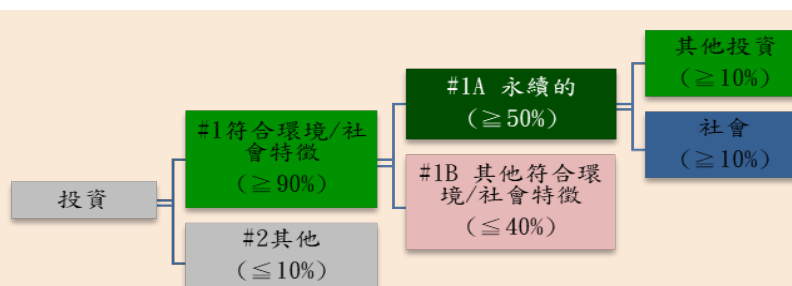 投資
#1符合環境/社
會特徵
(≧90%)
#2其他
(≦10%)
#1A 永續的
(≧50%)
#1B 其他符合環
境/社會特徵
(≦40%)
其他投資
(≧10%)
社會
(≧10%)